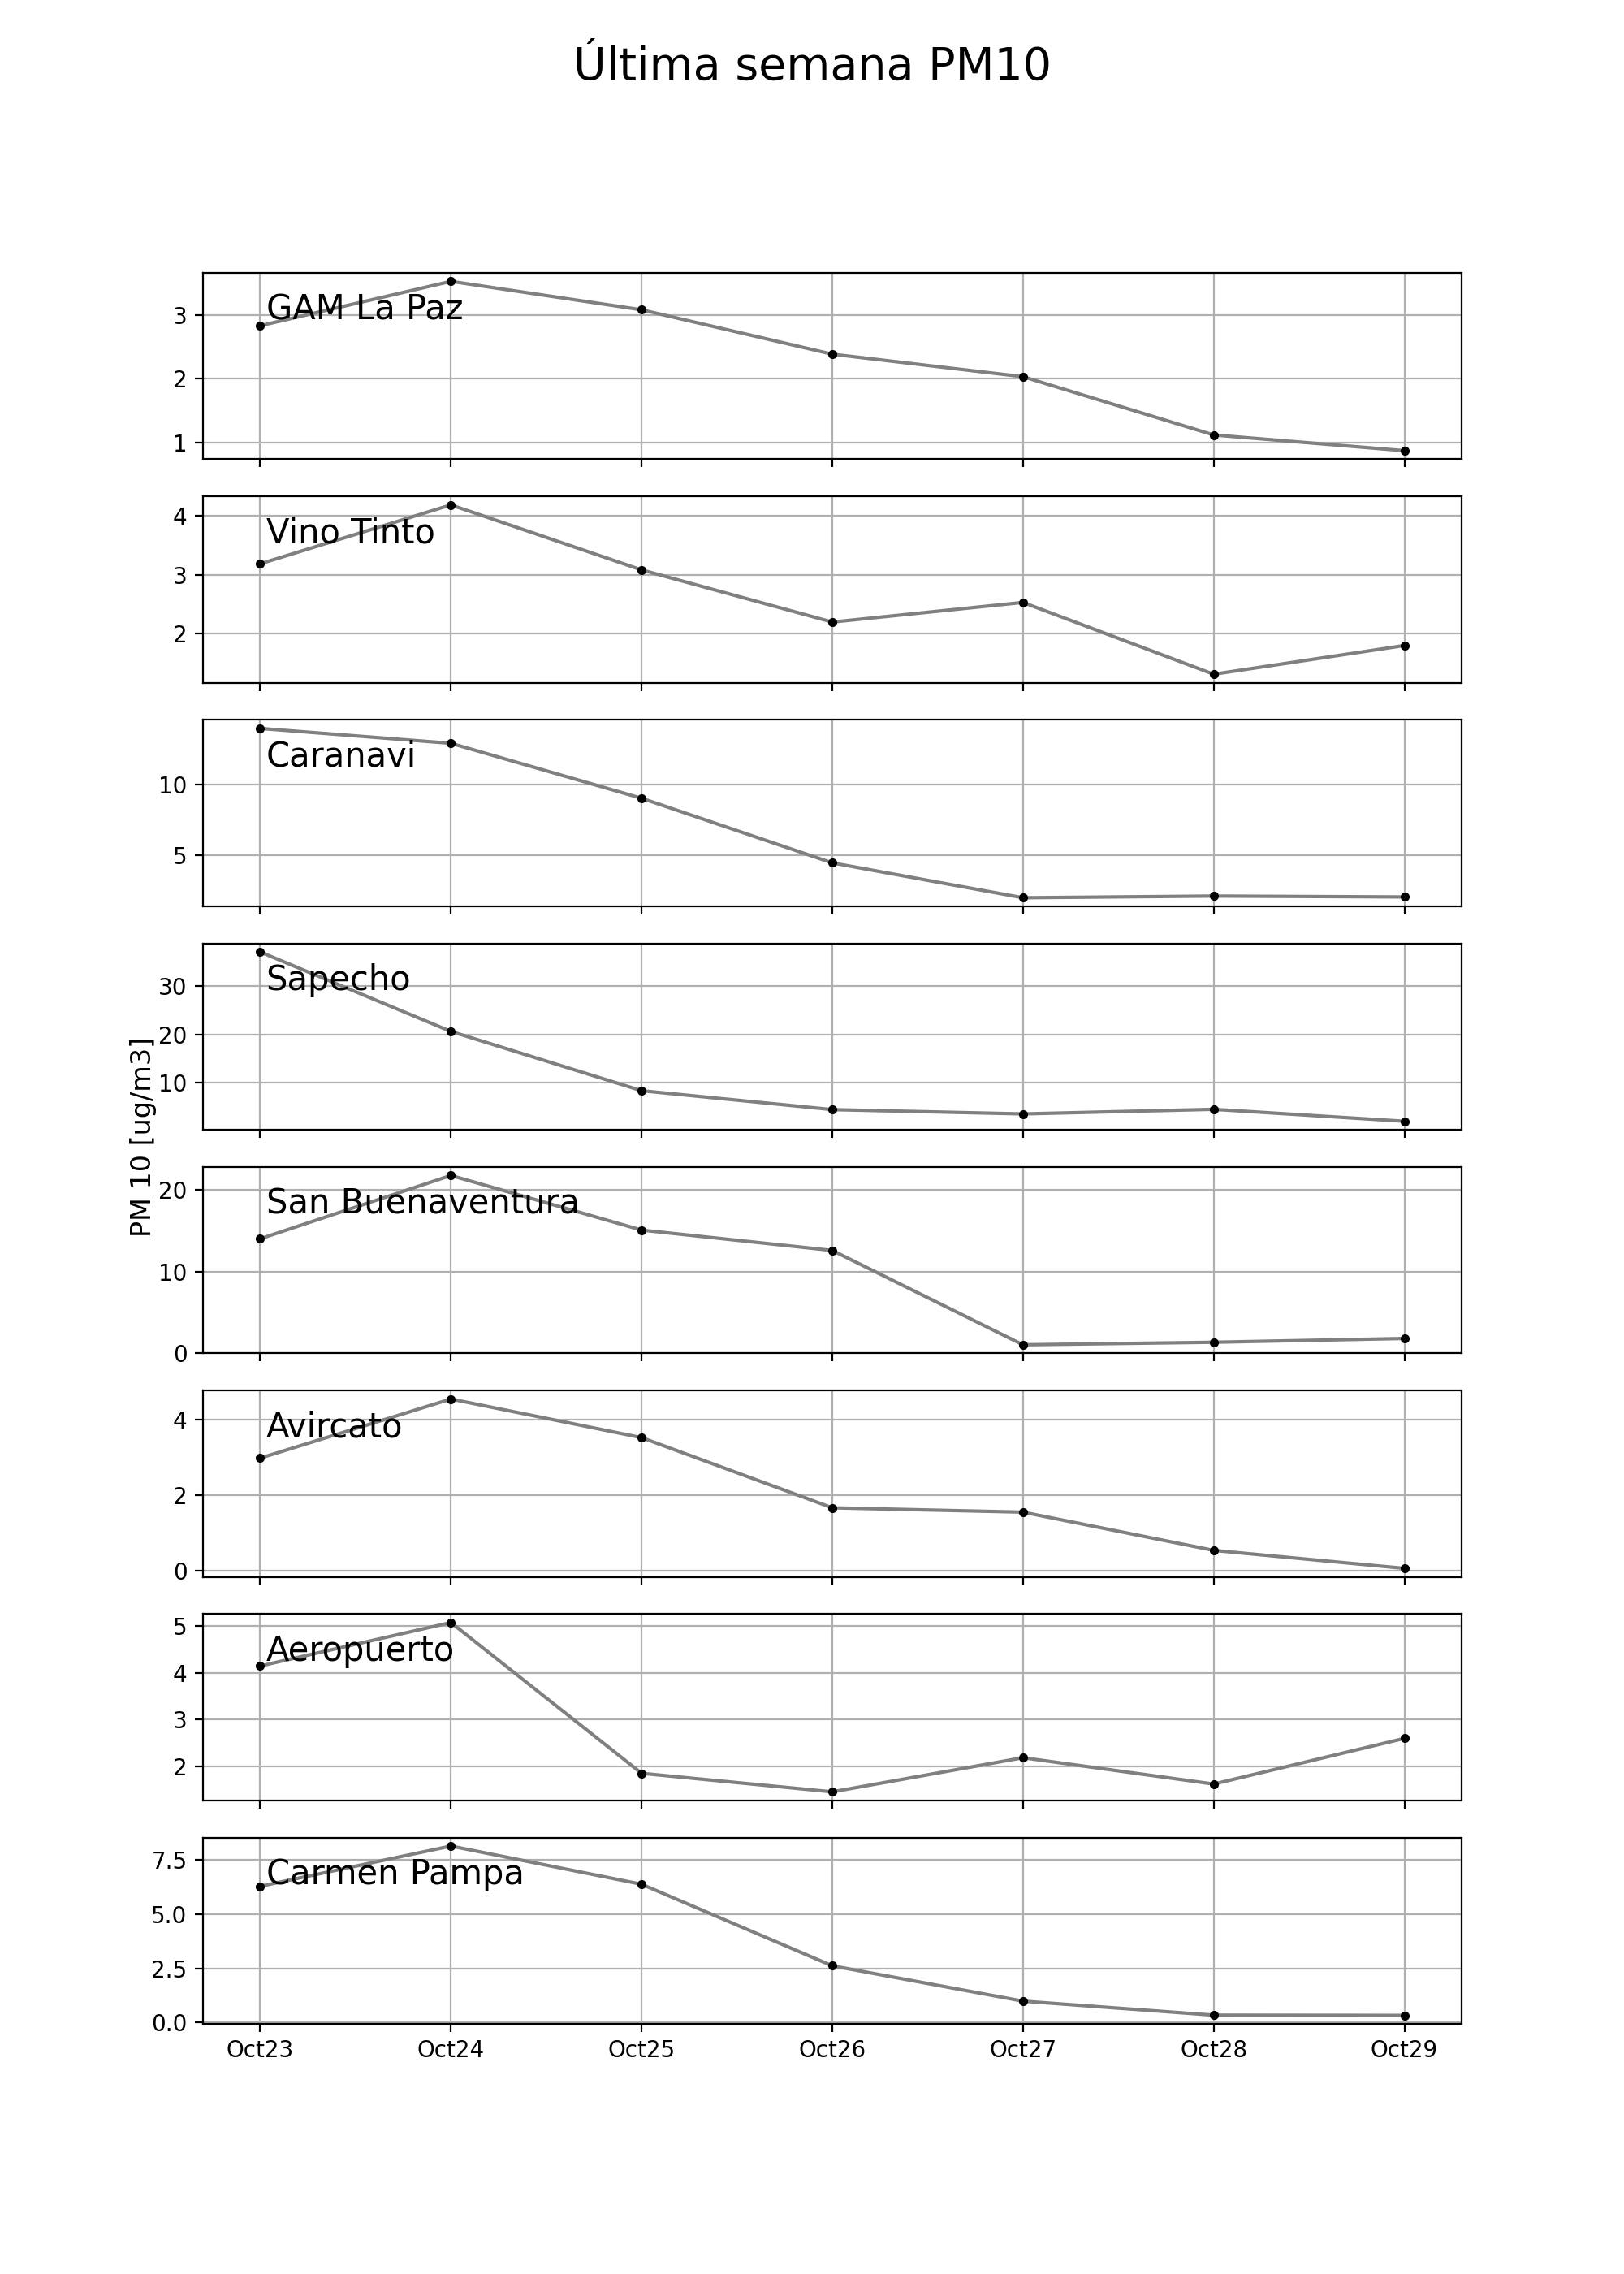 Última semana PM10
PM 10 [ug/m3]
GAM La Paz
3
2
1
Vino Tinto
4
3
2
Caranavi
10
5
Sapecho
30
20
10
San Buenaventura
20
10
0
Avircato
4
2
0
Aeropuerto
5
4
3
2
Carmen Pampa
7.5
5.0
2.5
0.0
Oct23 Oct24 Oct25 Oct26 Oct27 Oct28 Oct29